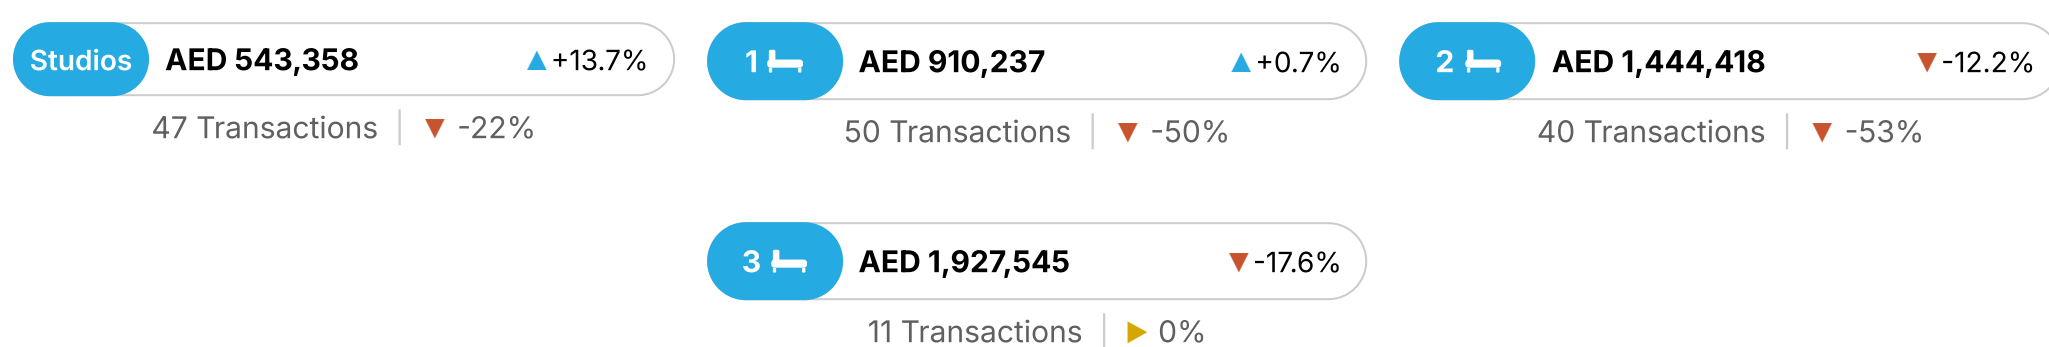 Studios AED 543,358 ▲+13.7%
47 Transactions | ▼ -22%
1 AED 910,237 ▲+0.7%
50 Transactions | ▼ -50%
2 AED 1,444,418 ▼-12.2%
40 Transactions | ▼ -53%
3 AED 1,927,545 ▼-17.6%
11 Transactions | ▶ 0%